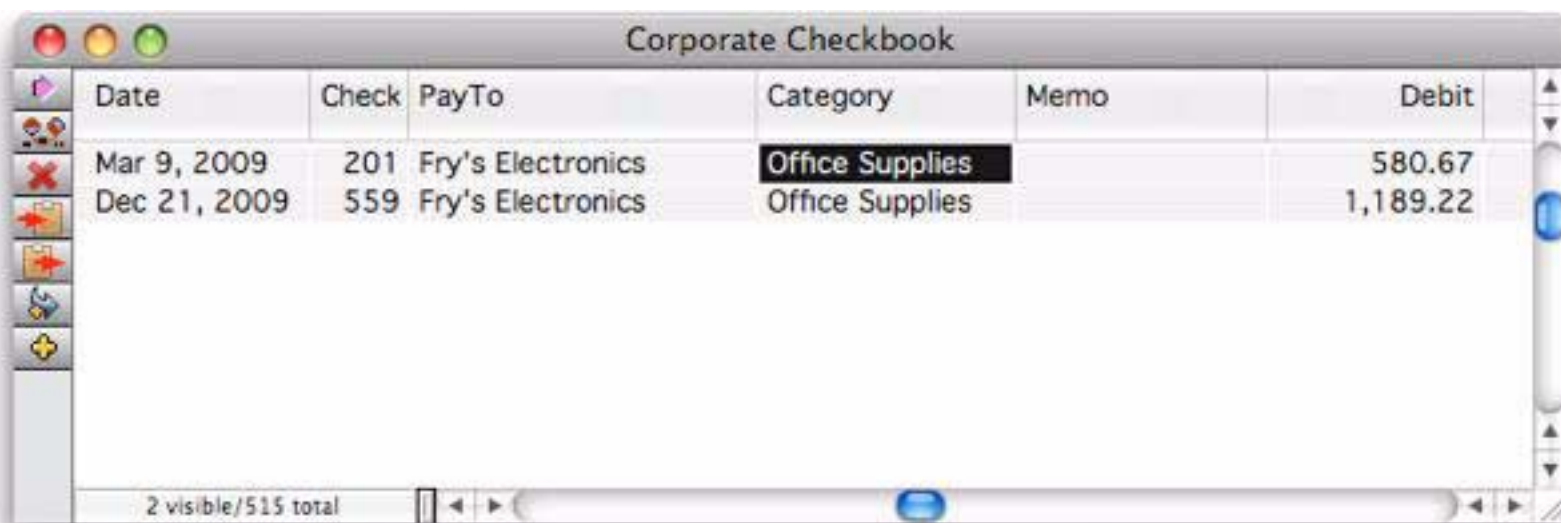 Corporate Checkbook
Date Check PayTo Category Memo Debit
Mar 9, 2009 201 Fry's Electronics Office Supplies 580.67
Dec 21, 2009 559 Fry's Electronics Office Supplies 1,189.22
2 visible/515 total